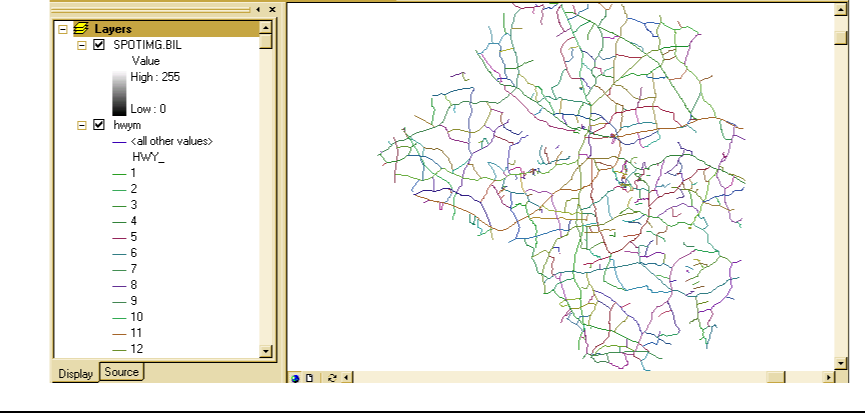 Layers
SPOTIMG.BIL
Value
High : 255
Low : 0
hwym
<all other values>
HWY_
1
2
3
4
5
6
7
8
9
10
11
12
Display
Source